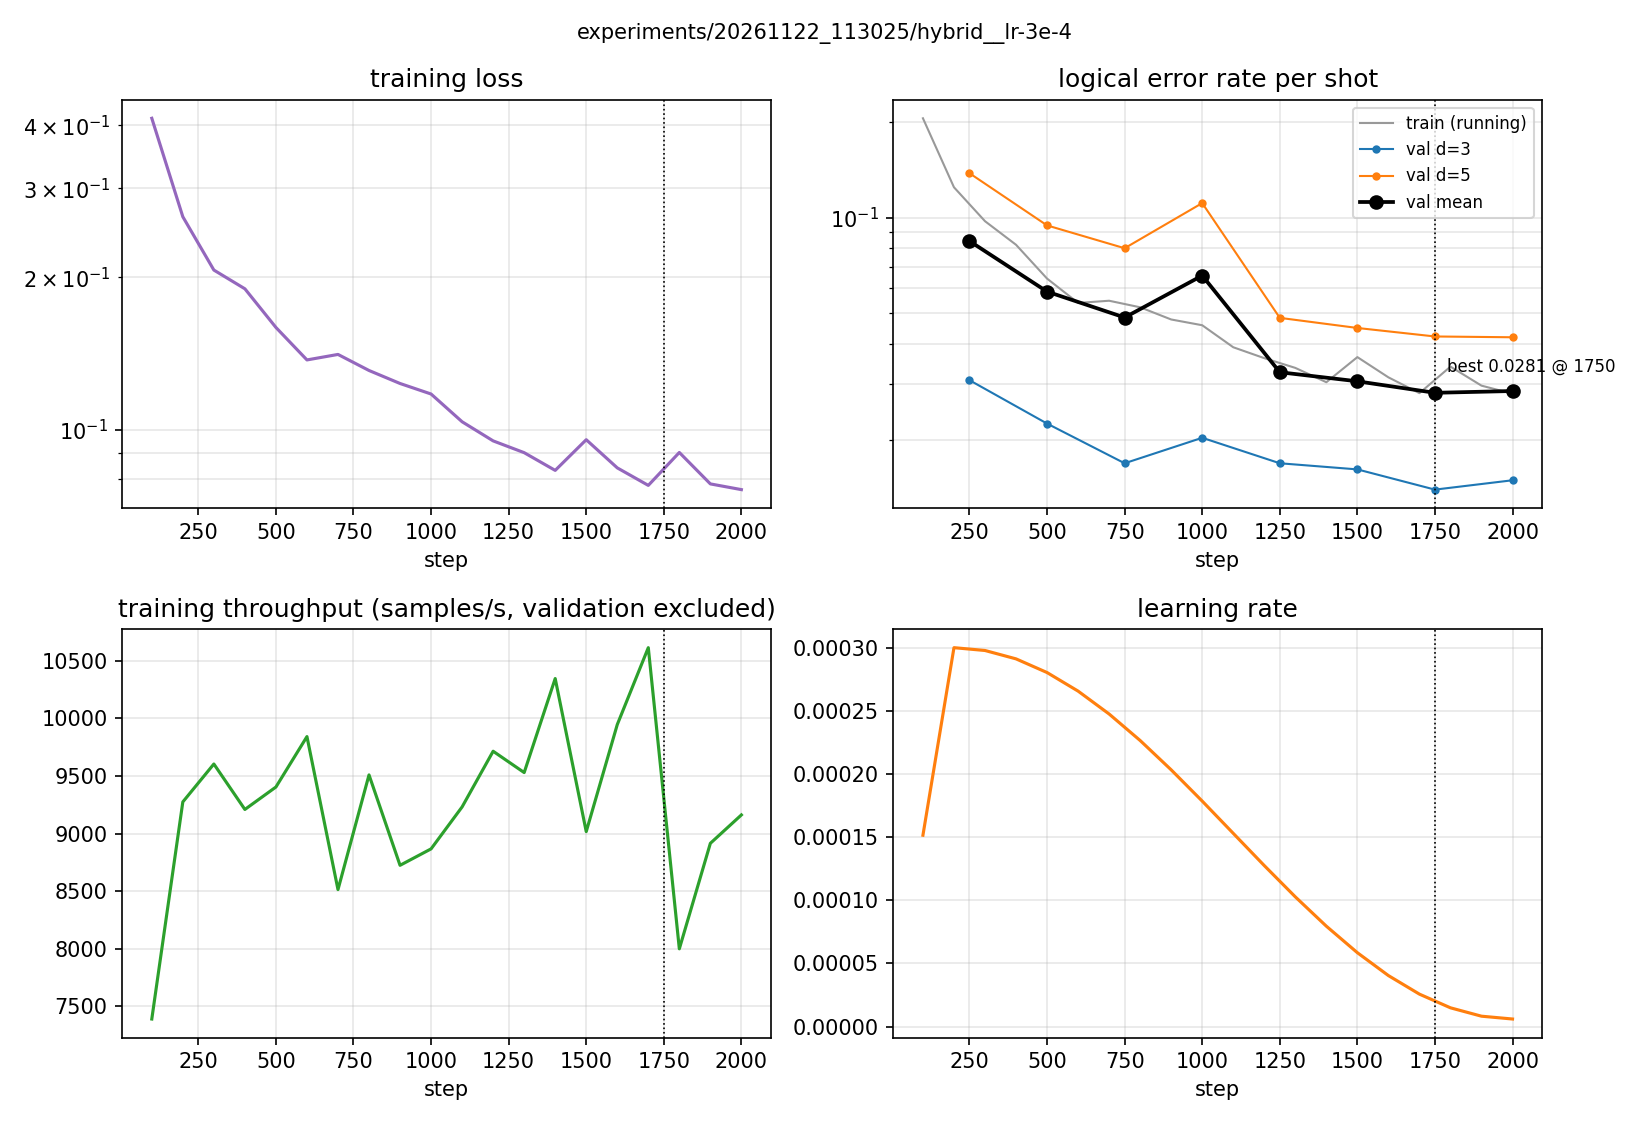 experiments/20261122_113025/hybrid__lr-3e-4
training loss
4 × 10⁻¹
3 × 10⁻¹
2 × 10⁻¹
10⁻¹
250 500 750 1000 1250 1500 1750 2000
step
logical error rate per shot
train (running)
val d=3
val d=5
val mean
10⁻¹
best 0.0281 @ 1750
250 500 750 1000 1250 1500 1750 2000
step
training throughput (samples/s, validation excluded)
10500
10000
9500
9000
8500
8000
7500
250 500 750 1000 1250 1500 1750 2000
step
learning rate
0.00030
0.00025
0.00020
0.00015
0.00010
0.00005
0.00000
250 500 750 1000 1250 1500 1750 2000
step